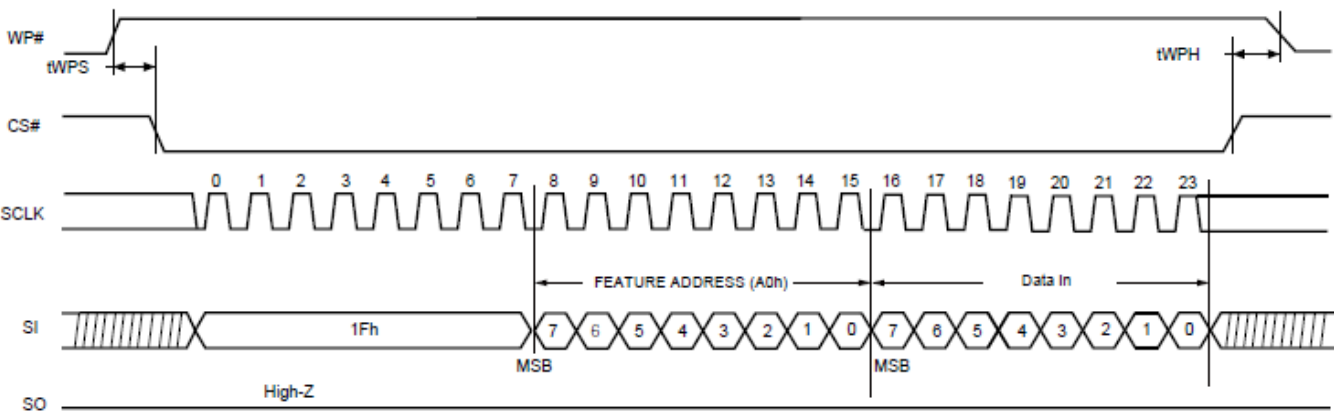 WP#
tWPS
tWPH
CS#
0 1 2 3 4 5 6 7 8 9 10 11 12 13 14 15 16 17 18 19 20 21 22 23
SCLK
FEATURE ADDRESS (A0h)
Data In
SI
1Fh
7 6 5 4 3 2 1 0 7 6 5 4 3 2 1 0
MSB
MSB
High-Z
SO